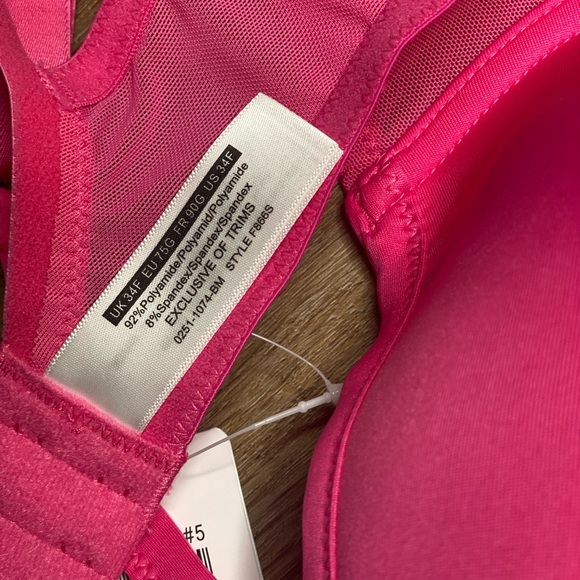 UK 34F EU 75G FR 90G US 34F
92%Polyamide/Polyamid/Polyamide
8%Spandex/Spandex/Spandex
EXCLUSIVE OF TRIMS
0251-1074-BM STYLE F866S
#5